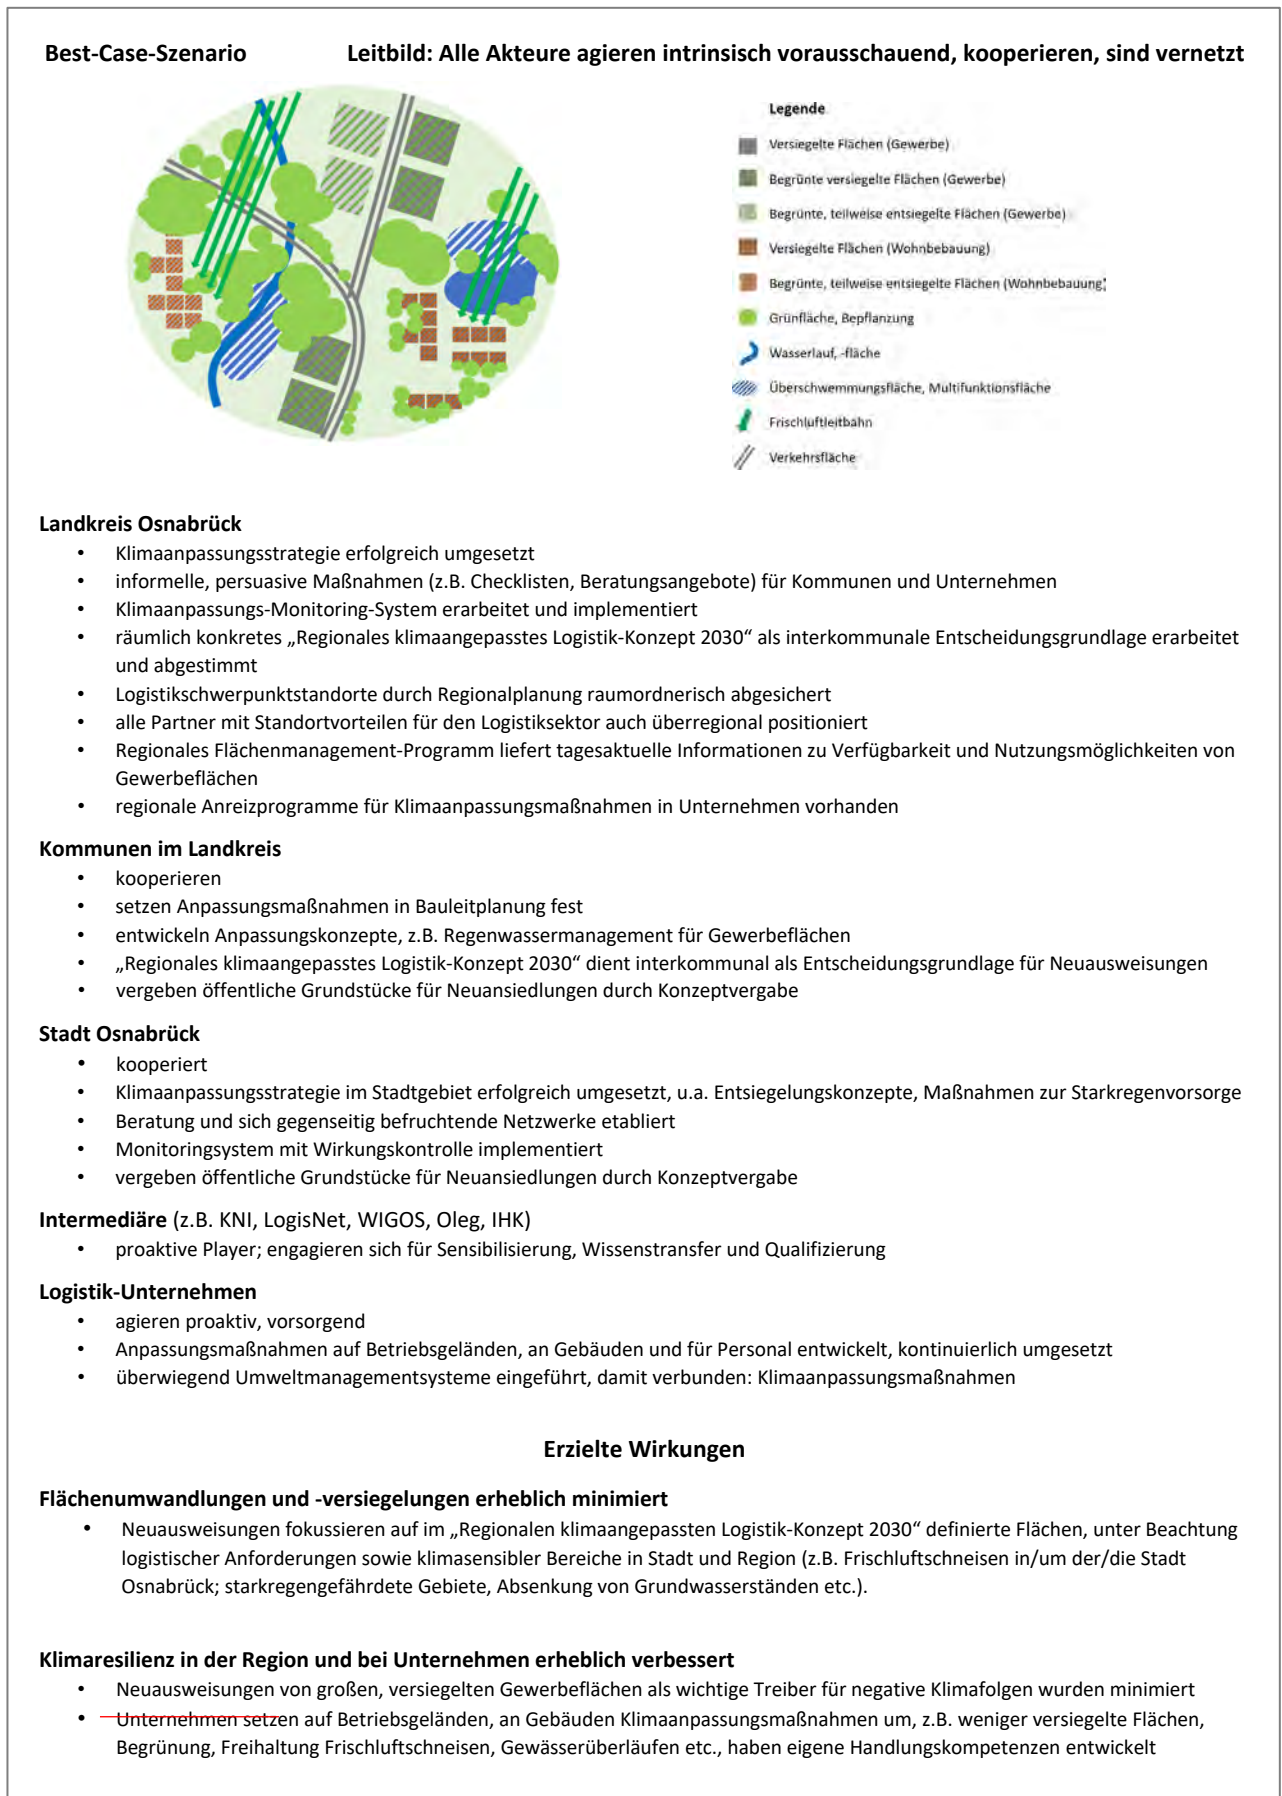 Best-Case-Szenario Leitbild: Alle Akteure agieren intrinsisch vorausschauend, kooperieren, sind vernetzt
Legende
Versiegelte Flächen (Gewerbe)
Begrünte versiegelte Flächen (Gewerbe)
Begrünte, teilweise entsiegelte Flächen (Gewerbe)
Versiegelte Flächen (Wohnbebauung)
Begrünte, teilweise entsiegelte Flächen (Wohnbebauung)
Grünfläche, Bepflanzung
Wasserlauf, -fläche
Überschwemmungsfläche, Multifunktionsfläche
Frischluftleitbahn
Verkehrsfläche
Landkreis Osnabrück
• Klimaanpassungsstrategie erfolgreich umgesetzt
• informelle, persuasive Maßnahmen (z.B. Checklisten, Beratungsangebote) für Kommunen und Unternehmen
• Klimaanpassungs-Monitoring-System erarbeitet und implementiert
• räumlich konkretes „Regionales klimaangepasstes Logistik-Konzept 2030“ als interkommunale Entscheidungsgrundlage erarbeitet
und abgestimmt
• Logistikschwerpunktstandorte durch Regionalplanung raumordnerisch abgesichert
• alle Partner mit Standortvorteilen für den Logistiksektor auch überregional positioniert
• Regionales Flächenmanagement-Programm liefert tagesaktuelle Informationen zu Verfügbarkeit und Nutzungsmöglichkeiten von
Gewerbeflächen
• regionale Anreizprogramme für Klimaanpassungsmaßnahmen in Unternehmen vorhanden
Kommunen im Landkreis
• kooperieren
• setzen Anpassungsmaßnahmen in Bauleitplanung fest
• entwickeln Anpassungskonzepte, z.B. Regenwassermanagement für Gewerbeflächen
• „Regionales klimaangepasstes Logistik-Konzept 2030“ dient interkommunal als Entscheidungsgrundlage für Neuausweisungen
• vergeben öffentliche Grundstücke für Neuansiedlungen durch Konzeptvergabe
Stadt Osnabrück
• kooperiert
• Klimaanpassungsstrategie im Stadtgebiet erfolgreich umgesetzt, u.a. Entsiegelungskonzepte, Maßnahmen zur Starkregenvorsorge
• Beratung und sich gegenseitig befruchtende Netzwerke etabliert
• Monitoringsystem mit Wirkungskontrolle implementiert
• vergeben öffentliche Grundstücke für Neuansiedlungen durch Konzeptvergabe
Intermediäre (z.B. KNI, LogisNet, WIGOS, Oleg, IHK)
• proaktive Player; engagieren sich für Sensibilisierung, Wissenstransfer und Qualifizierung
Logistik-Unternehmen
• agieren proaktiv, vorsorgend
• Anpassungsmaßnahmen auf Betriebsgeländen, an Gebäuden und für Personal entwickelt, kontinuierlich umgesetzt
• überwiegend Umweltmanagementsysteme eingeführt, damit verbunden: Klimaanpassungsmaßnahmen
Erzielte Wirkungen
Flächenumwandlungen und -versiegelungen erheblich minimiert
• Neuausweisungen fokussieren auf im „Regionalen klimaangepassten Logistik-Konzept 2030“ definierte Flächen, unter Beachtung
logistischer Anforderungen sowie klimasensibler Bereiche in Stadt und Region (z.B. Frischluftschneisen in/um der/die Stadt
Osnabrück; starkregengefährdete Gebiete, Absenkung von Grundwasserständen etc.).
Klimaresilienz in der Region und bei Unternehmen erheblich verbessert
• Neuausweisungen von großen, versiegelten Gewerbeflächen als wichtige Treiber für negative Klimafolgen wurden minimiert
• Unternehmen setzen auf Betriebsgeländen, an Gebäuden Klimaanpassungsmaßnahmen um, z.B. weniger versiegelte Flächen,
Begrünung, Freihaltung Frischluftschneisen, Gewässerüberläufen etc., haben eigene Handlungskompetenzen entwickelt